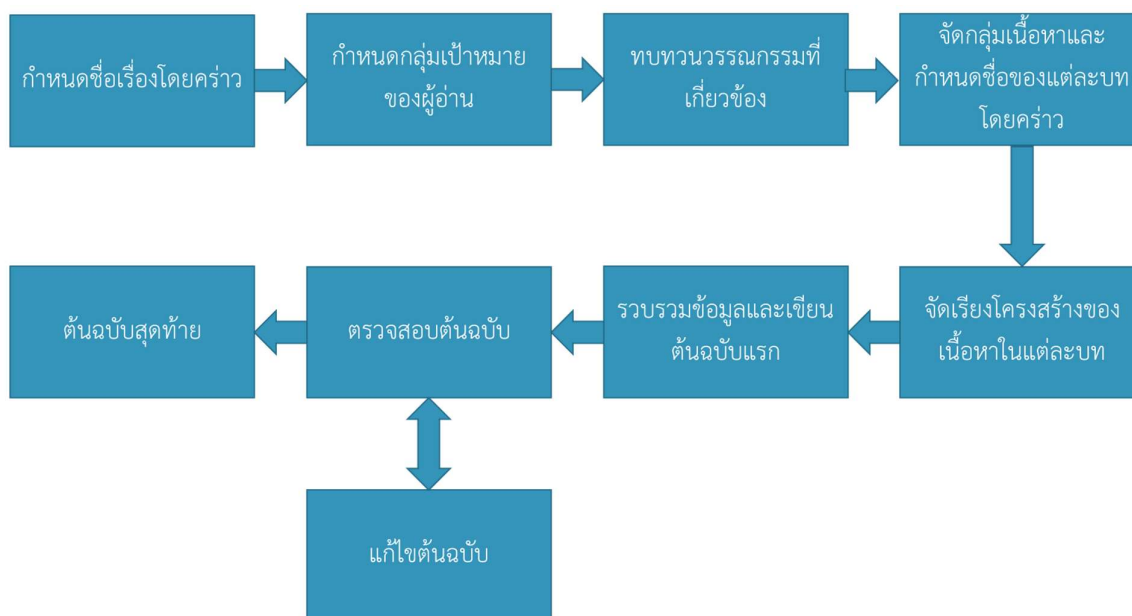 กำหนดชื่อเรื่องโดยคร่าว
กำหนดกลุ่มเป้าหมาย
ของผู้อ่าน
ทบทวนวรรณกรรมที่
เกี่ยวข้อง
จัดกลุ่มเนื้อหาและ
กำหนดชื่อของแต่ละบท
โดยคร่าว
จัดเรียงโครงสร้างของ
เนื้อหาในแต่ละบท
รวบรวมข้อมูลและเขียน
ต้นฉบับแรก
ตรวจสอบต้นฉบับ
ต้นฉบับสุดท้าย
แก้ไขต้นฉบับ